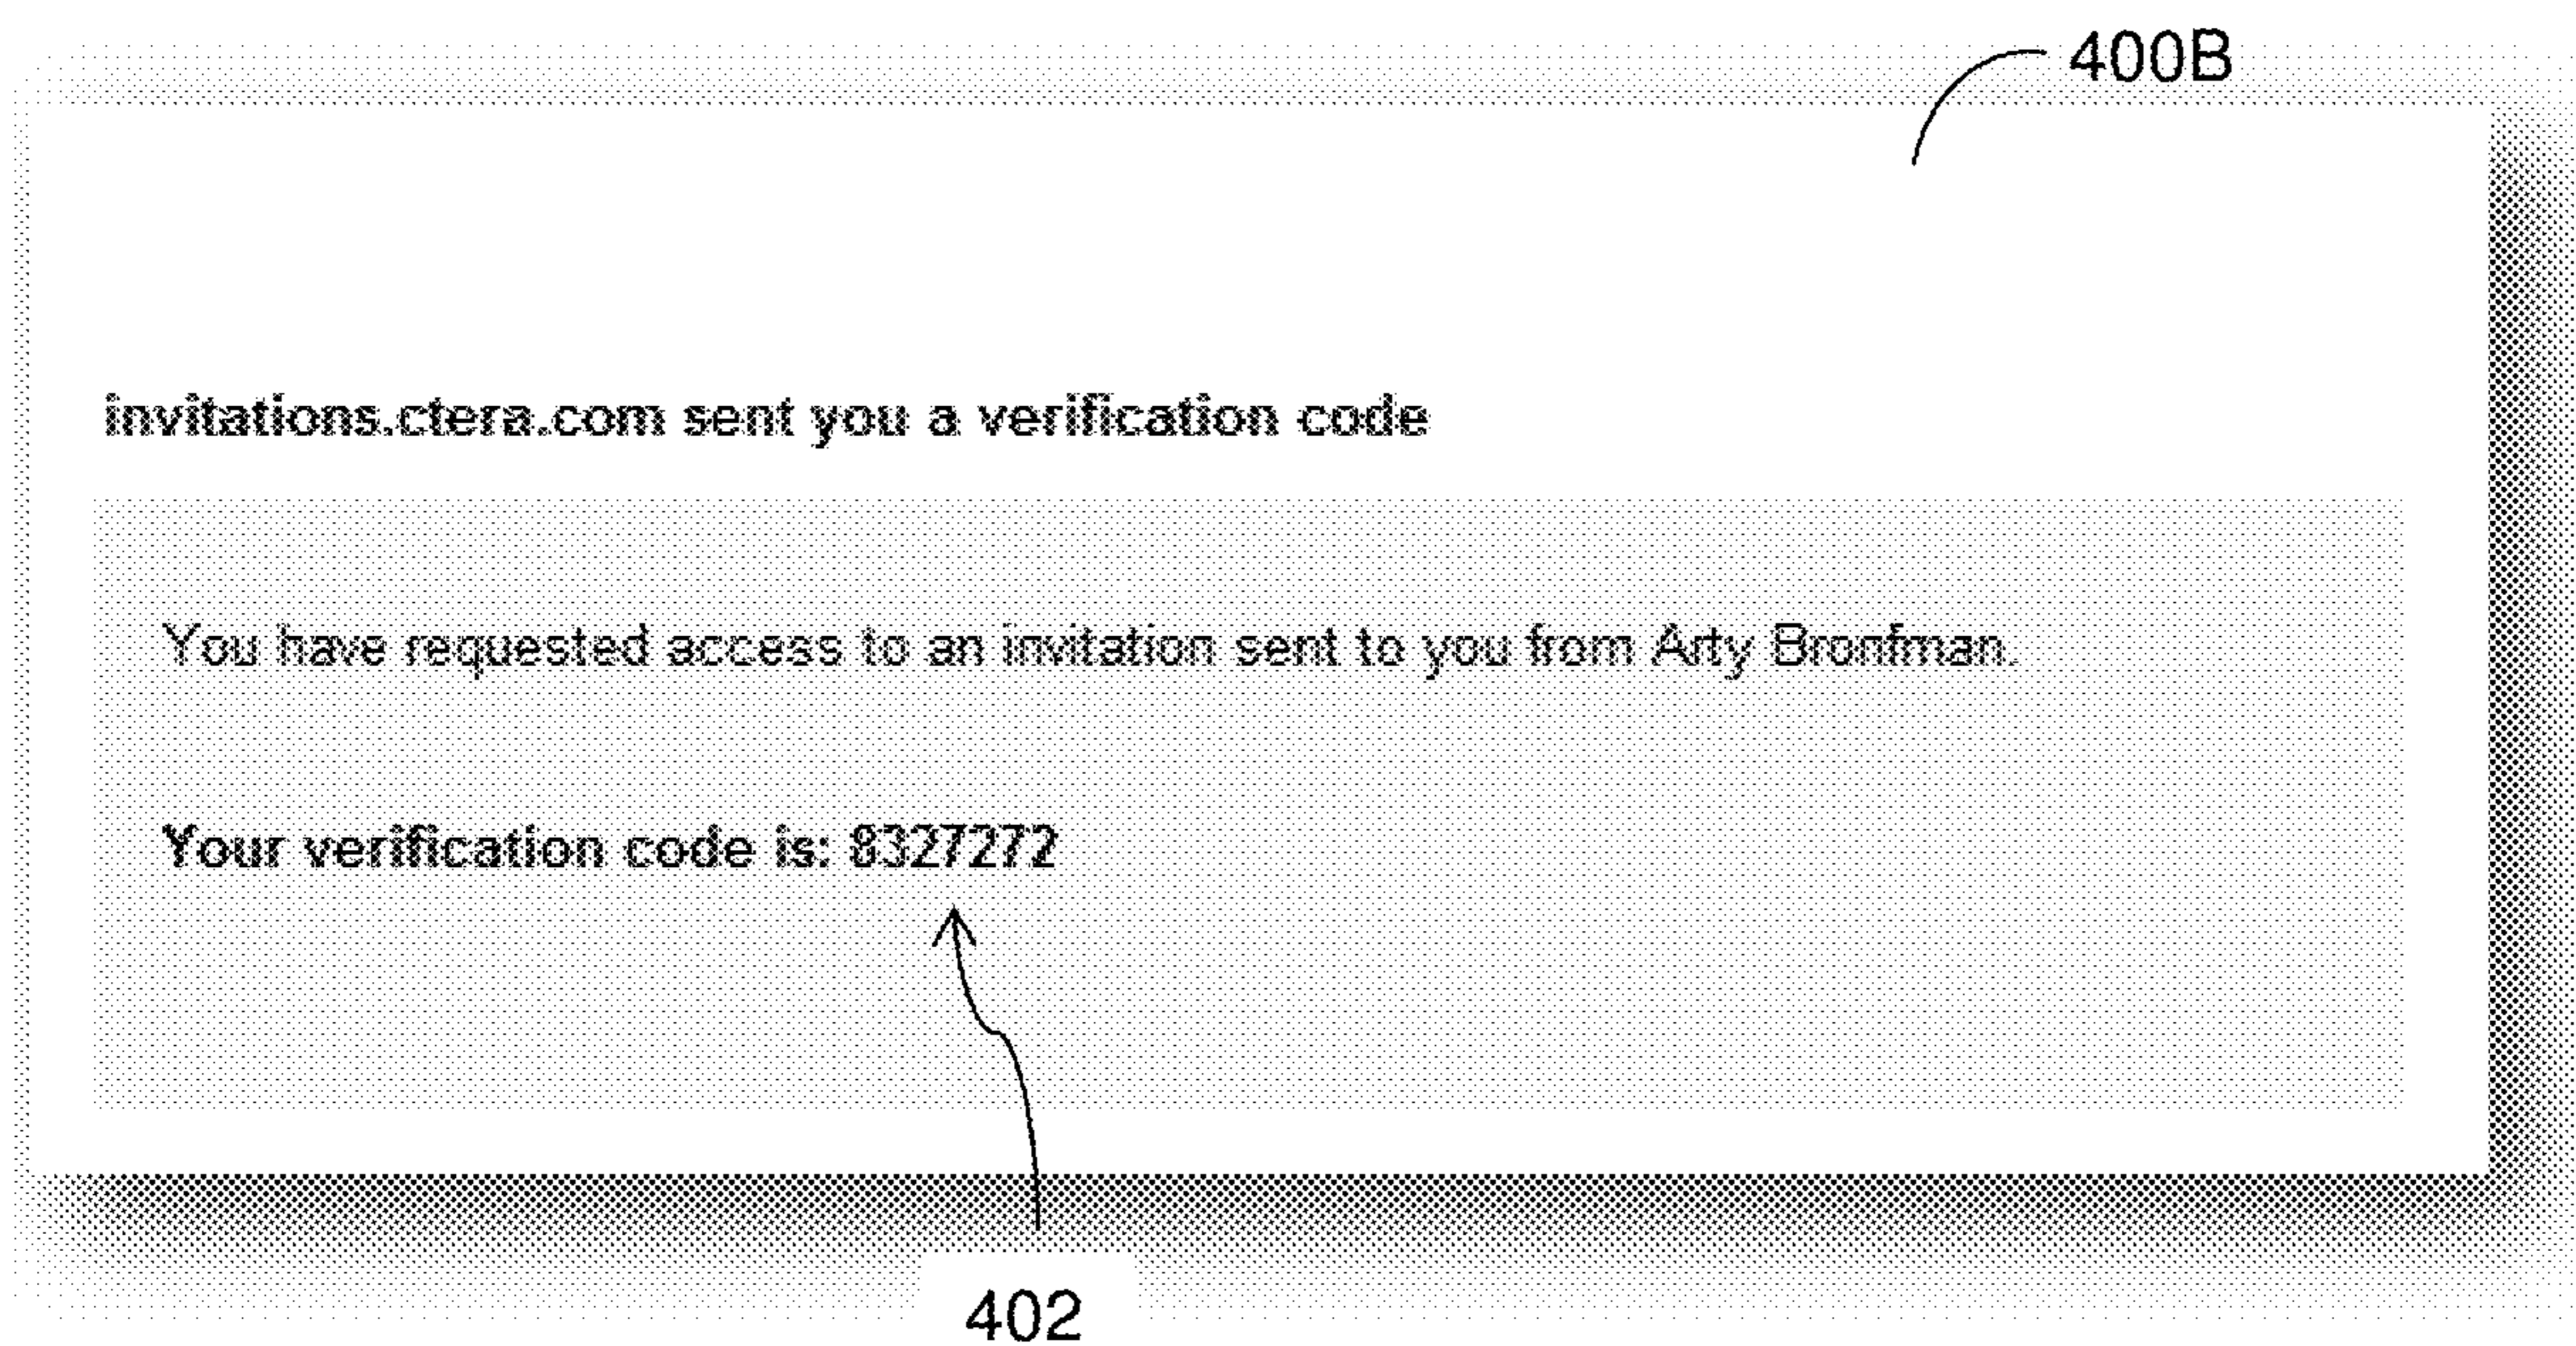 400B
invitations.ctera.com sent you a verification code
You have requested access to an invitation sent to you from Arty Bronfman.
Your verification code is: 8327272
402